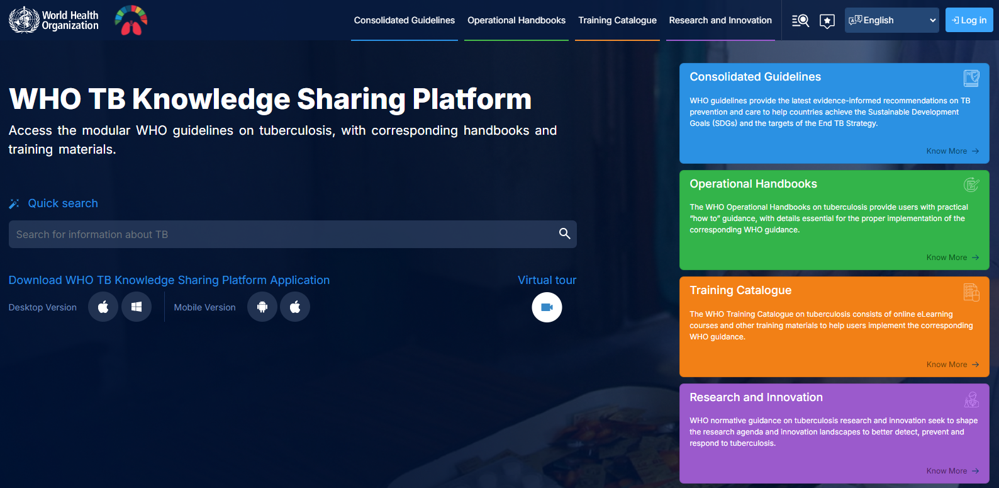 World Health
Organization
Consolidated Guidelines
Operational Handbooks
Training Catalogue
Research and Innovation
English
Log in
WHO TB Knowledge Sharing Platform
Access the modular WHO guidelines on tuberculosis, with corresponding handbooks and
training materials.
Quick search
Search for information about TB
Download WHO TB Knowledge Sharing Platform Application
Desktop Version
Mobile Version
Virtual tour
Consolidated Guidelines
WHO guidelines provide the latest evidence-informed recommendations on TB
prevention and care to help countries achieve the Sustainable Development
Goals (SDGs) and the targets of the End TB Strategy.
Know More
Operational Handbooks
The WHO Operational Handbooks on tuberculosis provide users with practical
“how to” guidance, with details essential for the proper implementation of the
corresponding WHO guidance.
Know More
Training Catalogue
The WHO Training Catalogue on tuberculosis consists of online eLearning
courses and other training materials to help users implement the corresponding
WHO guidance.
Know More
Research and Innovation
WHO normative guidance on tuberculosis research and innovation seek to shape
the research agenda and innovation landscapes to better detect, prevent and
respond to tuberculosis.
Know More